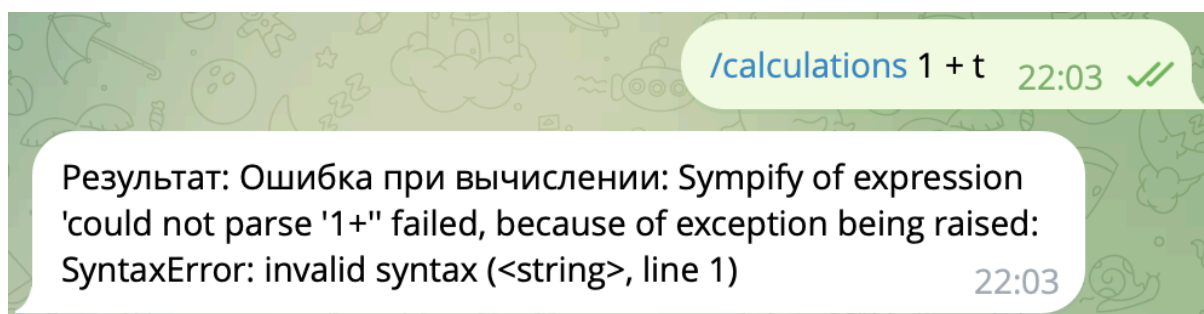 /calculations 1 + t 22:03
Результат: Ошибка при вычислении: Sympify of expression
'could not parse '1+'' failed, because of exception being raised:
SyntaxError: invalid syntax (<string>, line 1) 22:03